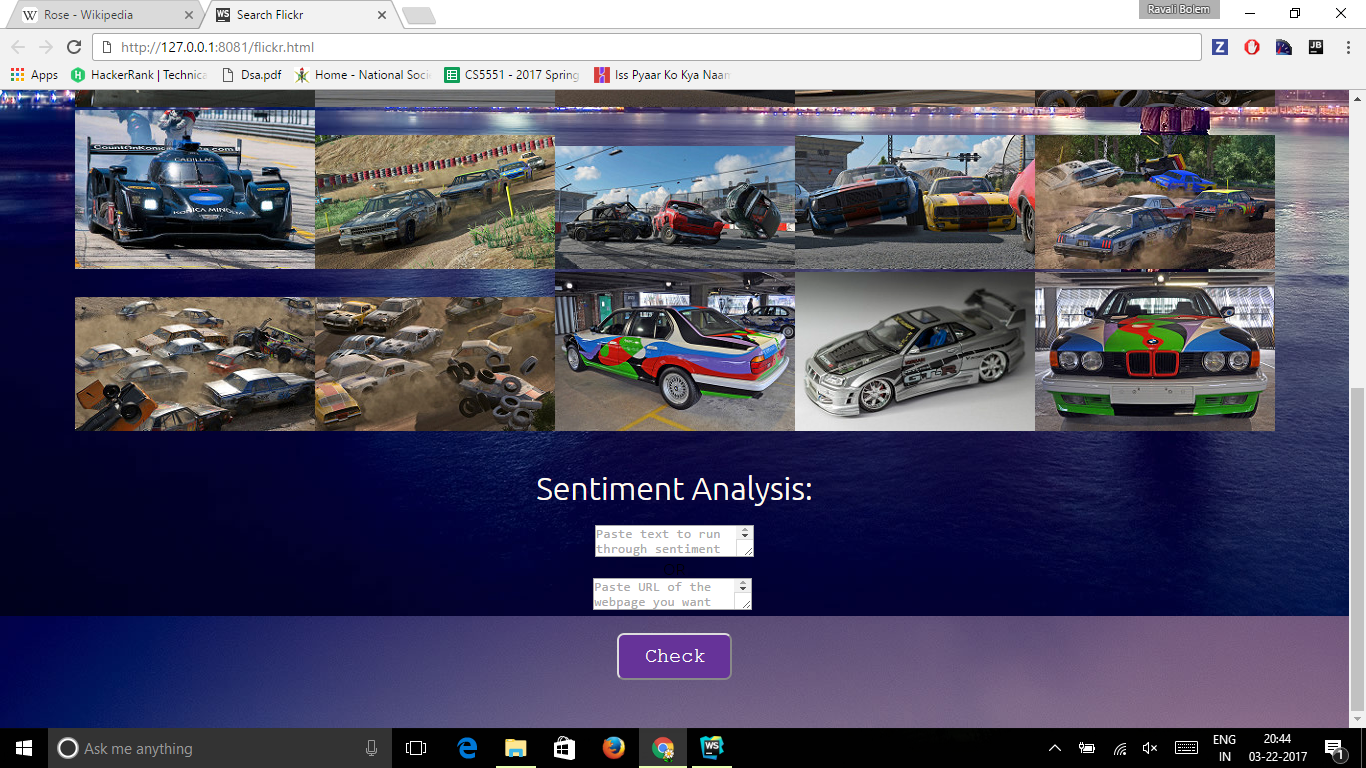 Rose - Wikipedia
Search Flickr
Ravali Bolem
http://127.0.0.1:8081/flickr.html
Apps
HackerRank | Technica
Dsa.pdf
Home - National Soci
CS5551 - 2017 Spring
Iss Pyaar Ko Kya Naam
CountOnKonica
CADILLAC
KONICA MINOLTA
GT-R
Sentiment Analysis:
Paste text to run
through sentiment
Paste URL of the
webpage you want
Check
Ask me anything
ENG
IN
20:44
03-22-2017
1